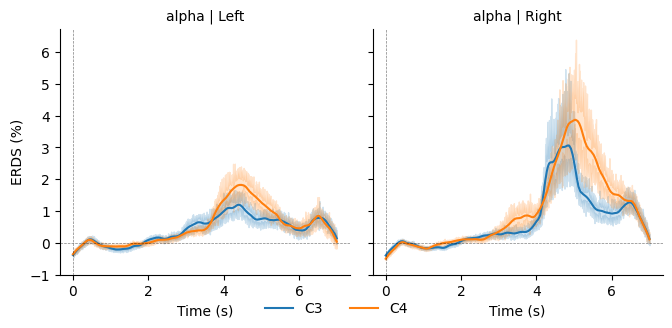 alpha | Left
alpha | Right
ERDS (%)
6
5
4
3
2
1
0
−1
0 2 4 6
0 2 4 6
Time (s)
Time (s)
C3 C4